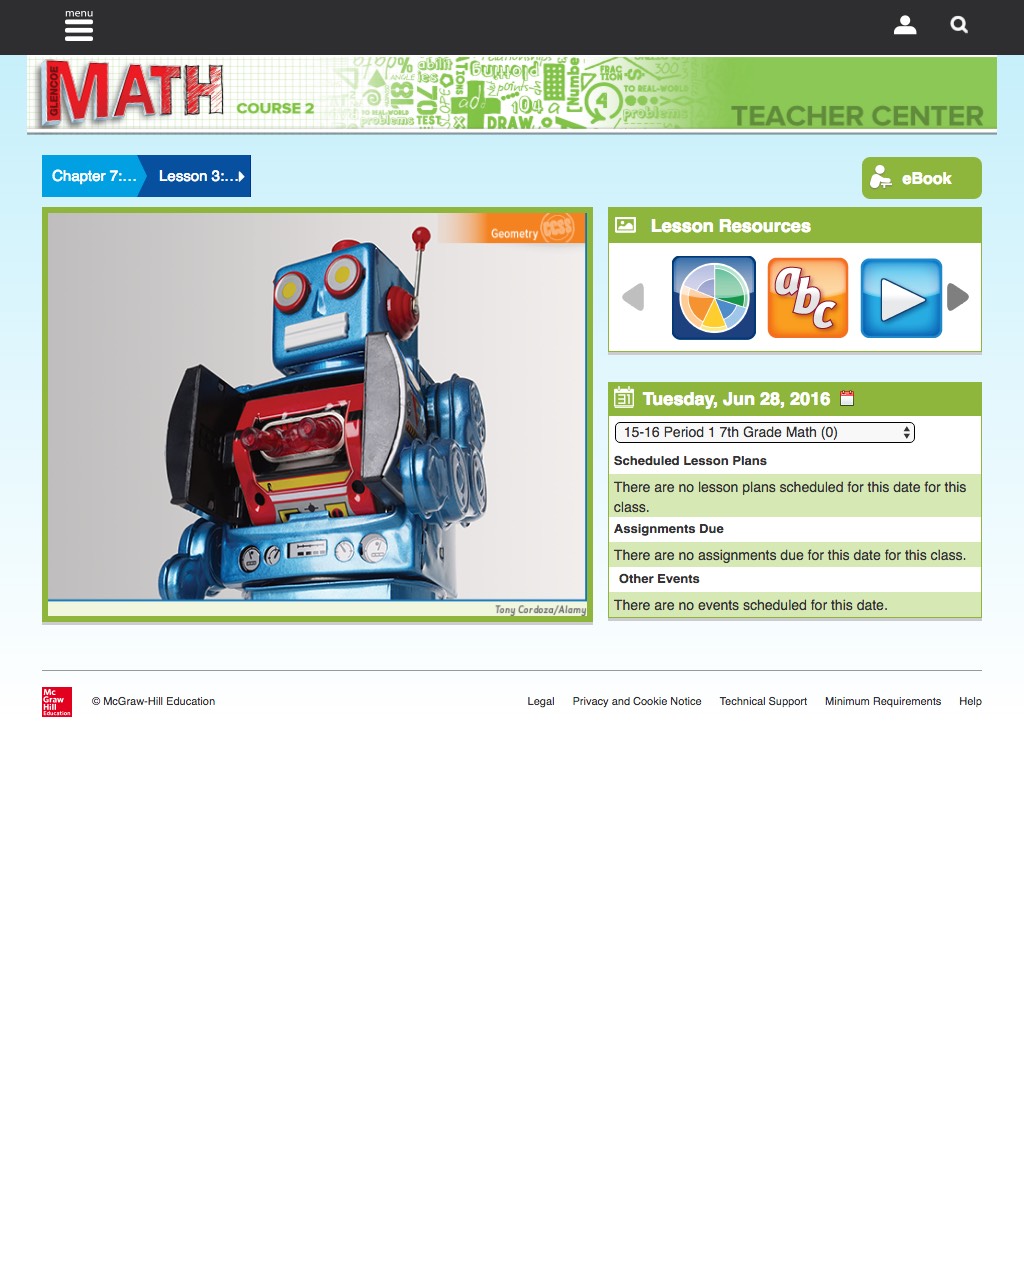 menu
GLENCOE
MATH
COURSE 2
TEACHER CENTER
Chapter 7:...
Lesson 3:...
eBook
Geometry
CCSS
Tony Cordoza/Alamy
Lesson Resources
abc
31
Tuesday, Jun 28, 2016
15-16 Period 1 7th Grade Math (0)
Scheduled Lesson Plans
There are no lesson plans scheduled for this date for this
class.
Assignments Due
There are no assignments due for this date for this class.
Other Events
There are no events scheduled for this date.
Mc
Graw
Hill
Education
© McGraw-Hill Education
Legal
Privacy and Cookie Notice
Technical Support
Minimum Requirements
Help